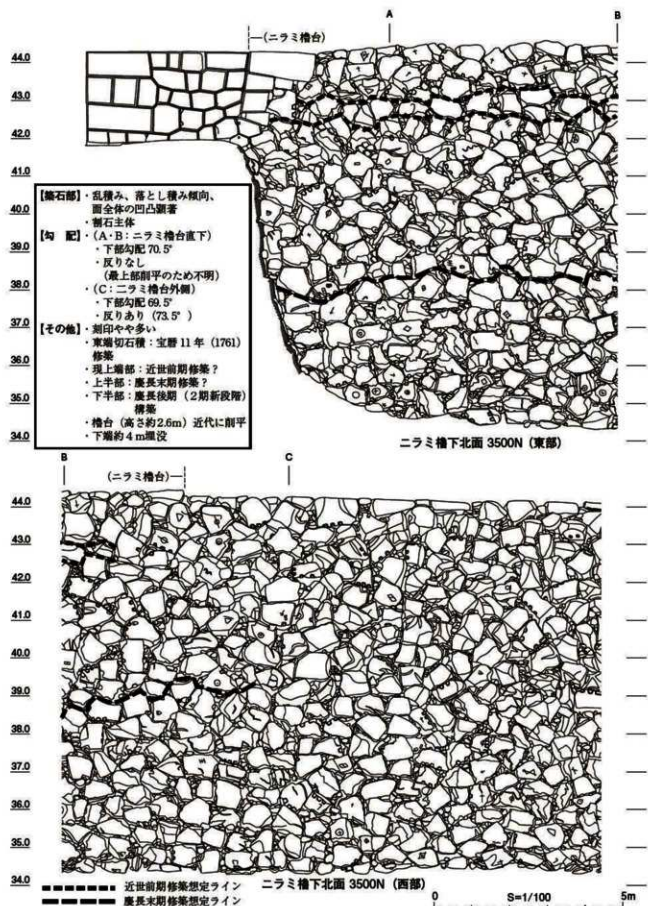 (ニラミ櫓台)
A
B
44.0
43.0
42.0
41.0
40.0
39.0
38.0
37.0
36.0
35.0
34.0
【築石部】・乱積み、落とし積み傾向、
面全体の凹凸顕著
・割石主体
【勾 配】・(A・B:ニラミ櫓台直下)
・下部勾配 70.5°
・反りなし
(最上部削平のため不明)
・(C:ニラミ櫓台外側)
・下部勾配 69.5°
・反りあり(73.5°)
【その他】・刻印やや多い
・東端切石積:宝暦 11 年(1761)
修築
・現上端部:近世前期修築?
・上半部:慶長末期修築?
・下半部:慶長後期(2期新段階)
構築
・櫓台(高さ約2.6m)近代に削平
・下端約4m埋没
ニラミ櫓下北面 3500N(東部)
B
(ニラミ櫓台)
C
44.0
43.0
42.0
41.0
40.0
39.0
38.0
37.0
36.0
35.0
34.0
ニラミ櫓下北面 3500N(西部)
近世前期修築想定ライン
慶長末期修築想定ライン
0 S=1/100 5m